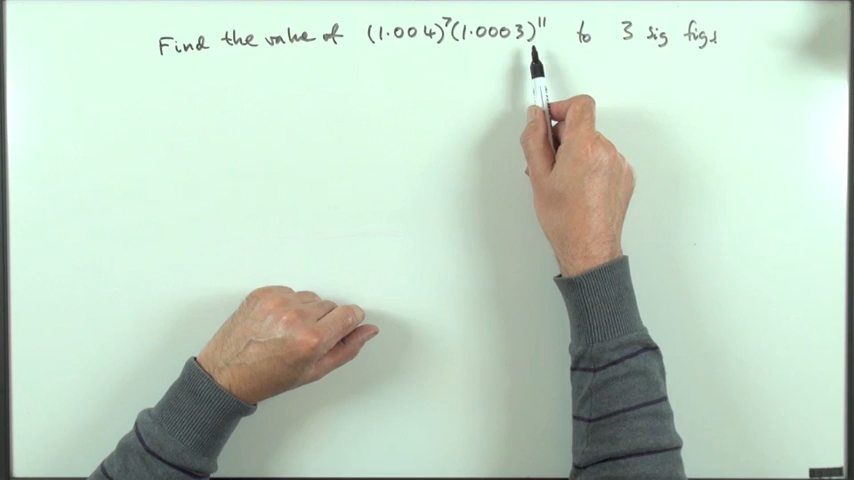 Find the value of (1.004)⁷(1.0003)¹¹ to 3 sig figs